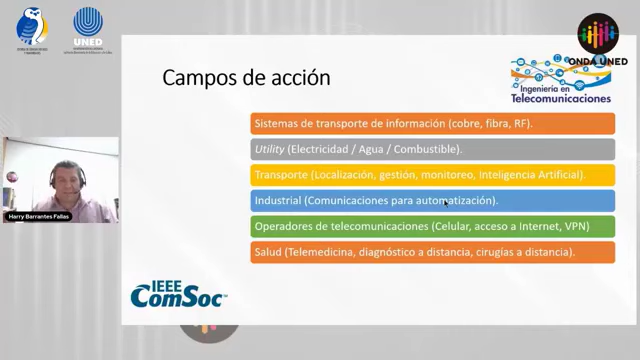 UNED
ONDA UNED
Campos de acción
Ingeniería en
Telecomunicaciones
Sistemas de transporte de información (cobre, fibra, RF).
Utility (Electricidad / Agua / Combustible).
Transporte (Localización, gestión, monitoreo, Inteligencia Artificial).
Industrial (Comunicaciones para automatización).
Operadores de telecomunicaciones (Celular, acceso a Internet, VPN)
Salud (Telemedicina, diagnóstico a distancia, cirugías a distancia).
Harry Barrantes Fallas
IEEE
ComSoc™